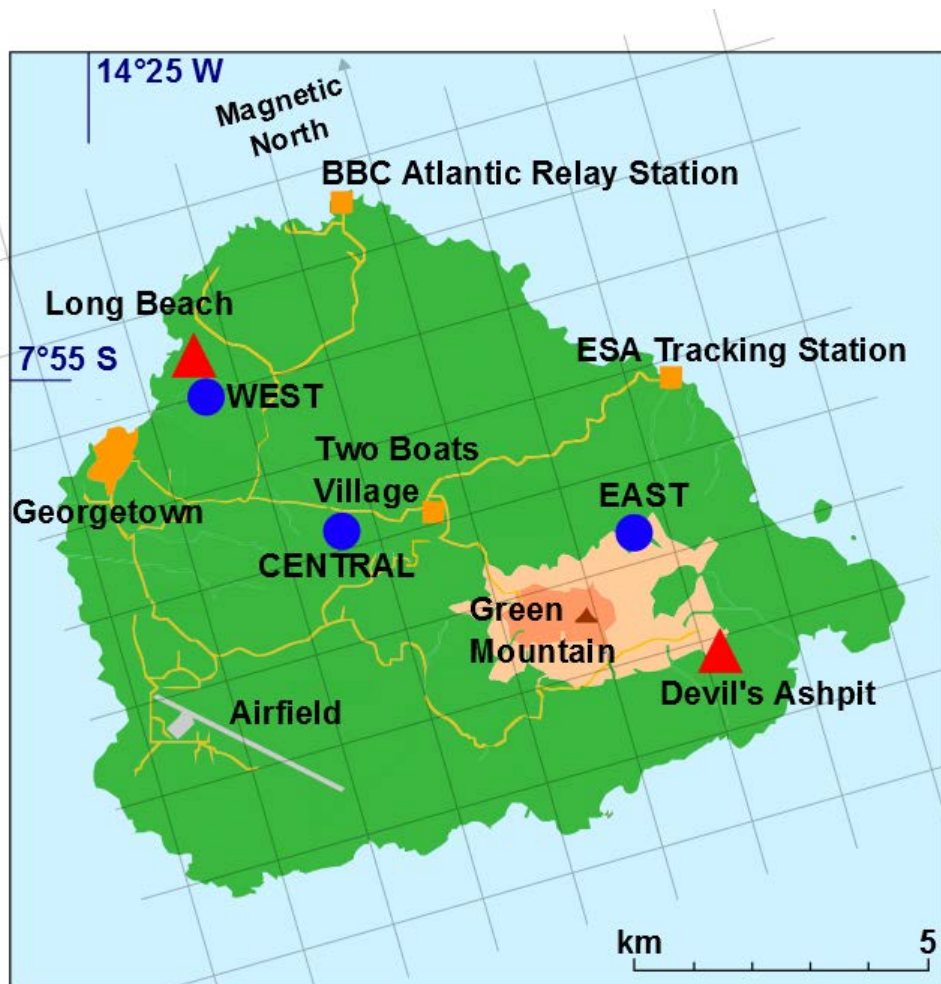 14°25 W
Magnetic
North
BBC Atlantic Relay Station
Long Beach
7°55 S
ESA Tracking Station
WEST
Two Boats
Village
EAST
Georgetown
CENTRAL
Green
Mountain
Devil's Ashpit
Airfield
km 5